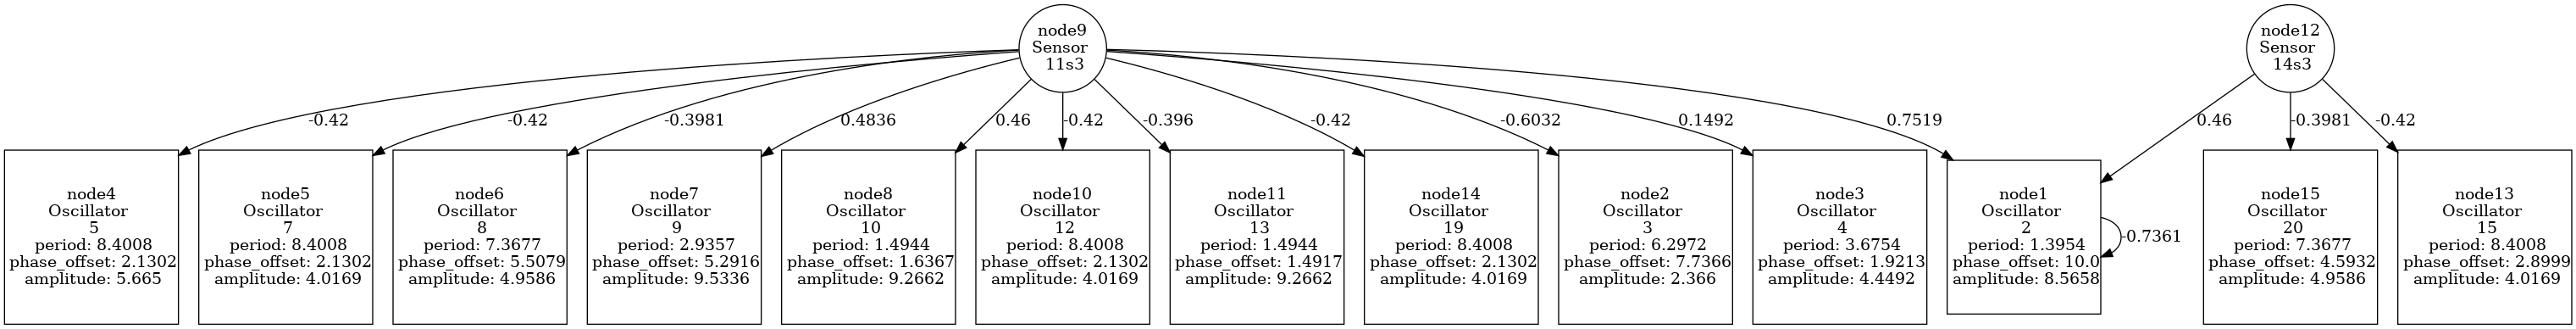 node9
Sensor
11s3
node12
Sensor
14s3
-0.42
-0.42
-0.3981
0.4836
0.46
-0.42
-0.396
-0.42
-0.6032
0.1492
0.7519
0.46
-0.3981
-0.42
node4
Oscillator
5
period: 8.4008
phase_offset: 2.1302
amplitude: 5.665
node5
Oscillator
7
period: 8.4008
phase_offset: 2.1302
amplitude: 4.0169
node6
Oscillator
8
period: 7.3677
phase_offset: 5.5079
amplitude: 4.9586
node7
Oscillator
9
period: 2.9357
phase_offset: 5.2916
amplitude: 9.5336
node8
Oscillator
10
period: 1.4944
phase_offset: 1.6367
amplitude: 9.2662
node10
Oscillator
12
period: 8.4008
phase_offset: 2.1302
amplitude: 4.0169
node11
Oscillator
13
period: 1.4944
phase_offset: 1.4917
amplitude: 9.2662
node14
Oscillator
19
period: 8.4008
phase_offset: 2.1302
amplitude: 4.0169
node2
Oscillator
3
period: 6.2972
phase_offset: 7.7366
amplitude: 2.366
node3
Oscillator
4
period: 3.6754
phase_offset: 1.9213
amplitude: 4.4492
node1
Oscillator
2
period: 1.3954
phase_offset: 10.0
amplitude: 8.5658
-0.7361
node15
Oscillator
20
period: 7.3677
phase_offset: 4.5932
amplitude: 4.9586
node13
Oscillator
15
period: 8.4008
phase_offset: 2.8999
amplitude: 4.0169